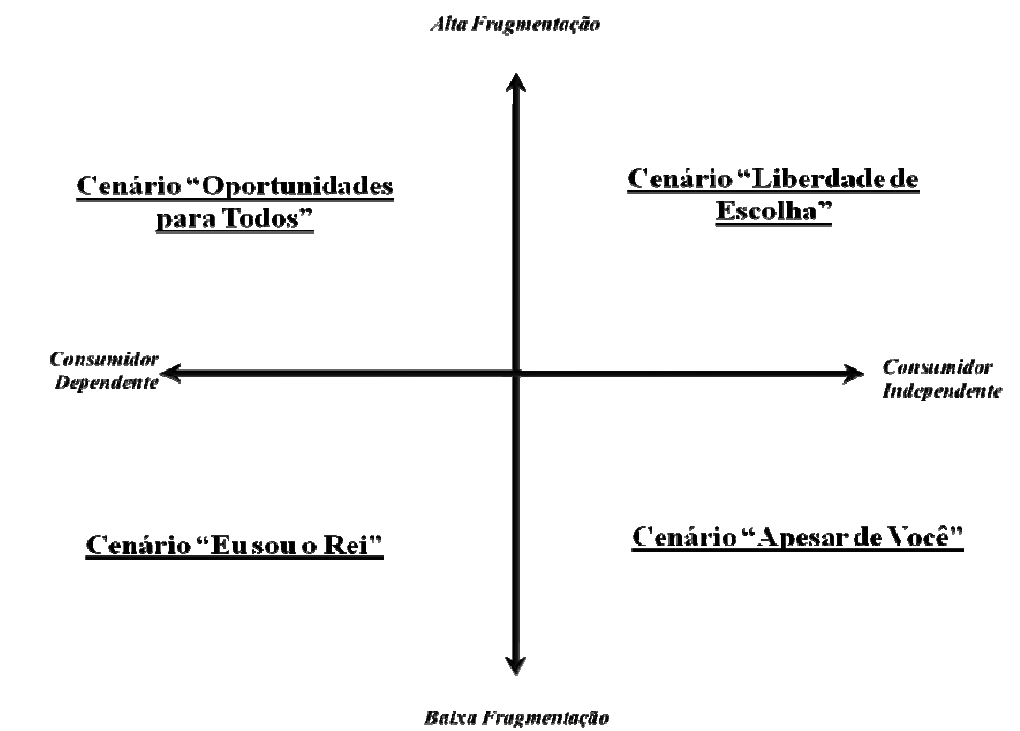 Alta Fragmentação
Cenário “Oportunidades
para Todos”
Cenário “Liberdade de
Escolha”
Consumidor
Dependente
Consumidor
Independente
Cenário “Eu sou o Rei”
Cenário “Apesar de Você”
Baixa Fragmentação